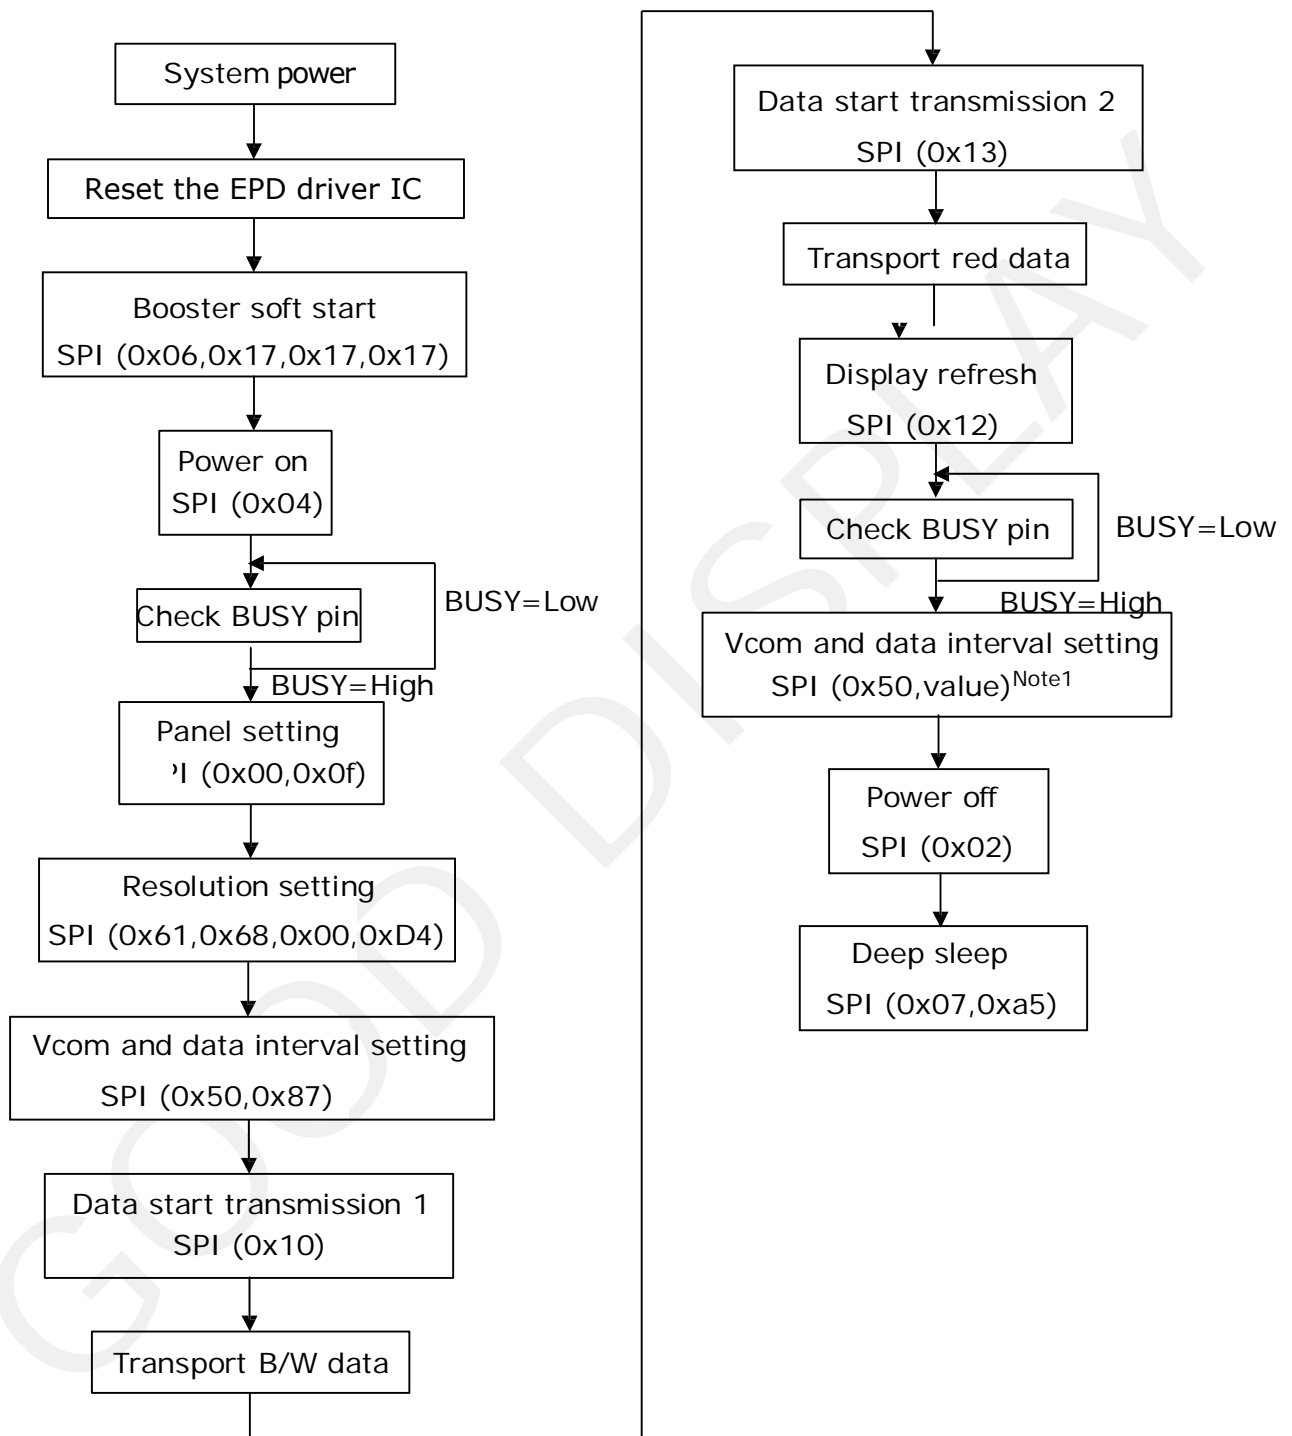 System power
Reset the EPD driver IC
Booster soft start
SPI (0x06,0x17,0x17,0x17)
Power on
SPI (0x04)
BUSY=Low
Check BUSY pin
BUSY=High
Panel setting
PI (0x00,0x0f)
Resolution setting
SPI (0x61,0x68,0x00,0xD4)
Vcom and data interval setting
SPI (0x50,0x87)
Data start transmission 1
SPI (0x10)
Transport B/W data
Data start transmission 2
SPI (0x13)
Transport red data
Display refresh
SPI (0x12)
Check BUSY pin
BUSY=Low
BUSY=High
Vcom and data interval setting
SPI (0x50,value)Note1
Power off
SPI (0x02)
Deep sleep
SPI (0x07,0xa5)
GOOD DISPLAY